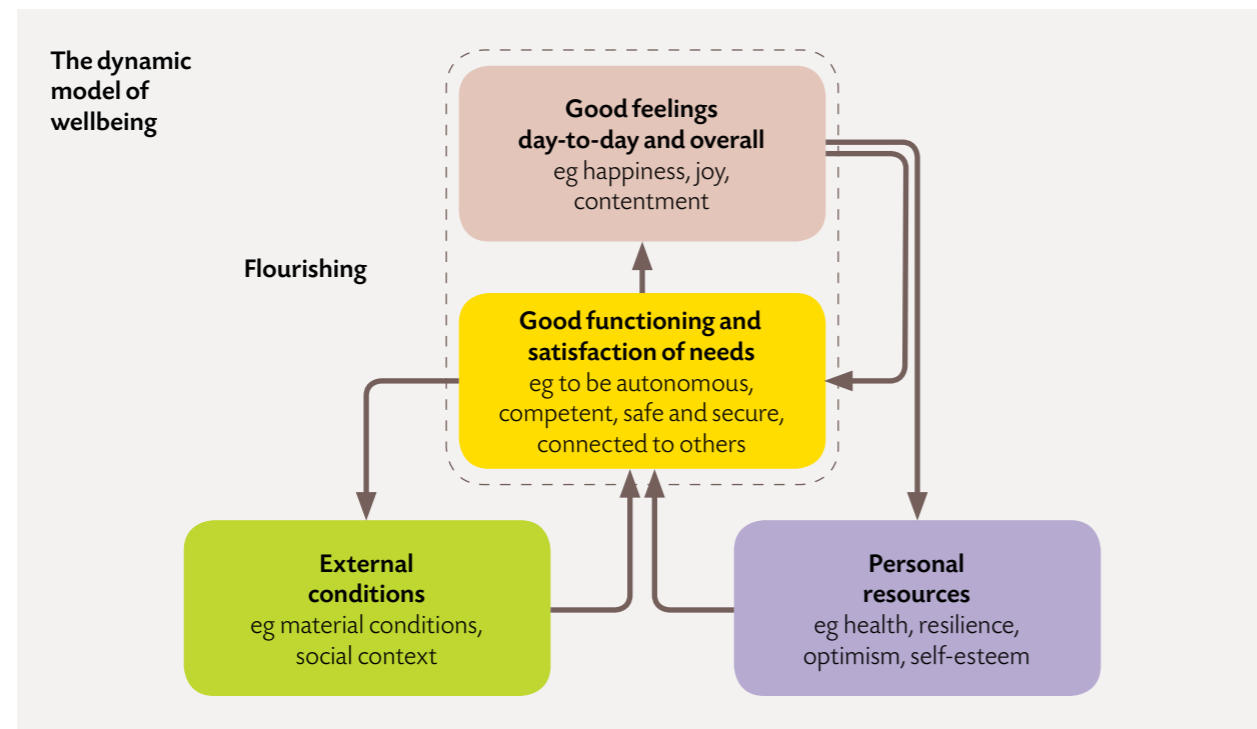 The dynamic
model of
wellbeing
Good feelings
day-to-day and overall
eg happiness, joy,
contentment
Flourishing
Good functioning and
satisfaction of needs
eg to be autonomous,
competent, safe and secure,
connected to others
External
conditions
eg material conditions,
social context
Personal
resources
eg health, resilience,
optimism, self-esteem